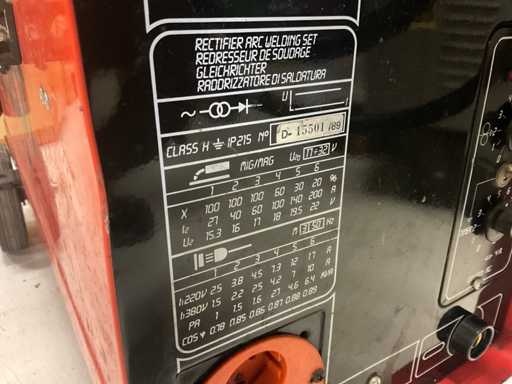 RECTIFIER ARC WELDING SET
REDRESSEUR DE SOUDAGE
GLEICHRICHTER
RADDRIZZATORE DI SALDATURA
U
I
CLASS H IP21S N° D-15501/89
MIG/MAG U₂₀ 17-32 V
1 2 3 4 5 6
X 100 100 100 60 30 20 %
I₂ 27 40 60 100 140 200 A
U₂ 15.3 16 17 18 19.5 22 V
31.50 Hz
1 2 3 4 5 6
I₁220V 2.5 3.8 4.5 7.3 12 17 A
I₁380V 1.5 2.2 2.5 4.2 7 10 A
PA 1 1.5 1.6 27 4.6 6.4 KVA
COS φ 0.78 0.85 0.86 0.87 0.88 0.89